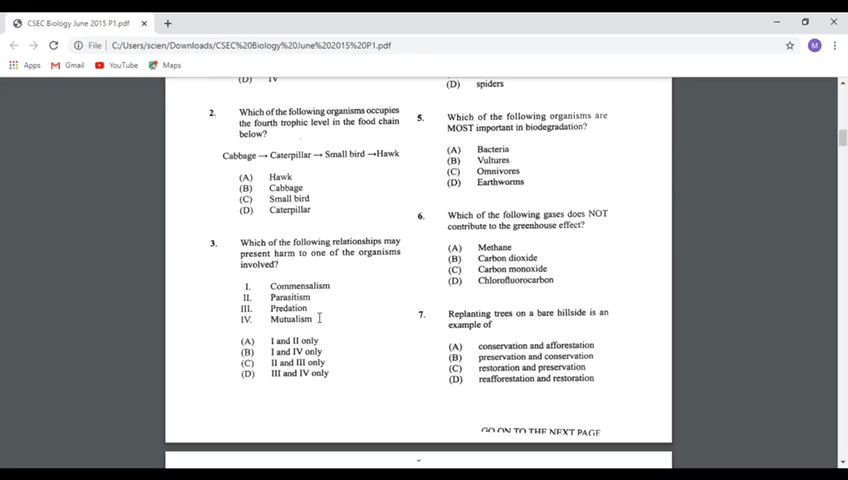 CSEC Biology June 2015 P1.pdf
File
C:/Users/scien/Downloads/CSEC%20Biology%20June%202015%20P1.pdf
M
Apps
Gmail
YouTube
Maps
(D) IV
2. Which of the following organisms occupies
the fourth trophic level in the food chain
below?
Cabbage → Caterpillar → Small bird →Hawk
(A) Hawk
(B) Cabbage
(C) Small bird
(D) Caterpillar
3. Which of the following relationships may
present harm to one of the organisms
involved?
I. Commensalism
II. Parasitism
III. Predation
IV. Mutualism
(A) I and II only
(B) I and IV only
(C) II and III only
(D) III and IV only
(D) spiders
5. Which of the following organisms are
MOST important in biodegradation?
(A) Bacteria
(B) Vultures
(C) Omnivores
(D) Earthworms
6. Which of the following gases does NOT
contribute to the greenhouse effect?
(A) Methane
(B) Carbon dioxide
(C) Carbon monoxide
(D) Chlorofluorocarbon
7. Replanting trees on a bare hillside is an
example of
(A) conservation and afforestation
(B) preservation and conservation
(C) restoration and preservation
(D) reafforestation and restoration
GO ON TO THE NEXT PAGE